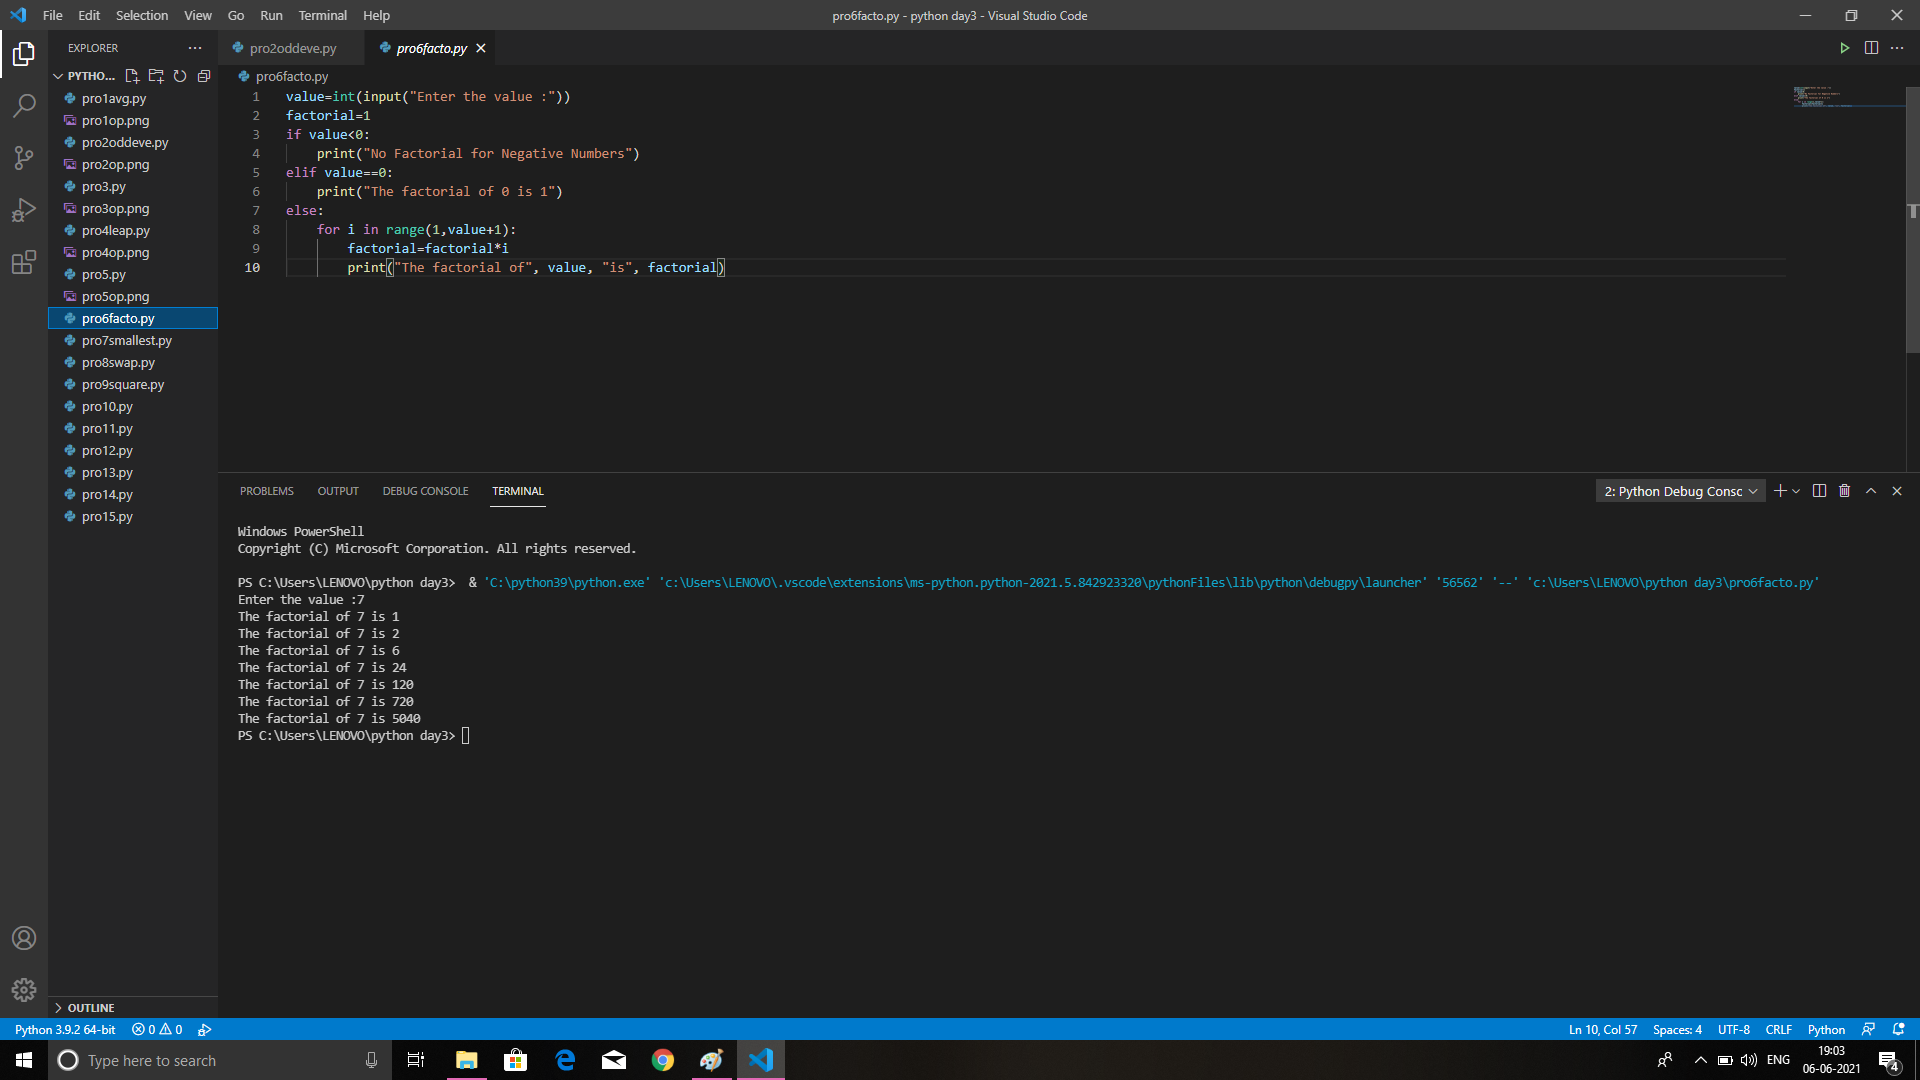 File Edit Selection View Go Run Terminal Help
pro6facto.py - python day3 - Visual Studio Code
EXPLORER
PYTHO...
pro1avg.py
pro1op.png
pro2oddeve.py
pro2op.png
pro3.py
pro3op.png
pro4leap.py
pro4op.png
pro5.py
pro5op.png
pro6facto.py
pro7smallest.py
pro8swap.py
pro9square.py
pro10.py
pro11.py
pro12.py
pro13.py
pro14.py
pro15.py
OUTLINE
pro2oddeve.py pro6facto.py
pro6facto.py
1 value=int(input("Enter the value :"))
2 factorial=1
3 if value<0:
4     print("No Factorial for Negative Numbers")
5 elif value==0:
6     print("The factorial of 0 is 1")
7 else:
8     for i in range(1,value+1):
9         factorial=factorial*i
10         print("The factorial of", value, "is", factorial)
PROBLEMS OUTPUT DEBUG CONSOLE TERMINAL
2: Python Debug Consc
Windows PowerShell
Copyright (C) Microsoft Corporation. All rights reserved.
PS C:\Users\LENOVO\python day3>  & 'C:\python39\python.exe' 'c:\Users\LENOVO\.vscode\extensions\ms-python.python-2021.5.842923320\pythonFiles\lib\python\debugpy\launcher' '56562' '--' 'c:\Users\LENOVO\python day3\pro6facto.py'
Enter the value :7
The factorial of 7 is 1
The factorial of 7 is 2
The factorial of 7 is 6
The factorial of 7 is 24
The factorial of 7 is 120
The factorial of 7 is 720
The factorial of 7 is 5040
PS C:\Users\LENOVO\python day3>
Python 3.9.2 64-bit 0 0
Ln 10, Col 57 Spaces: 4 UTF-8 CRLF Python
Type here to search
ENG
19:03
06-06-2021
4